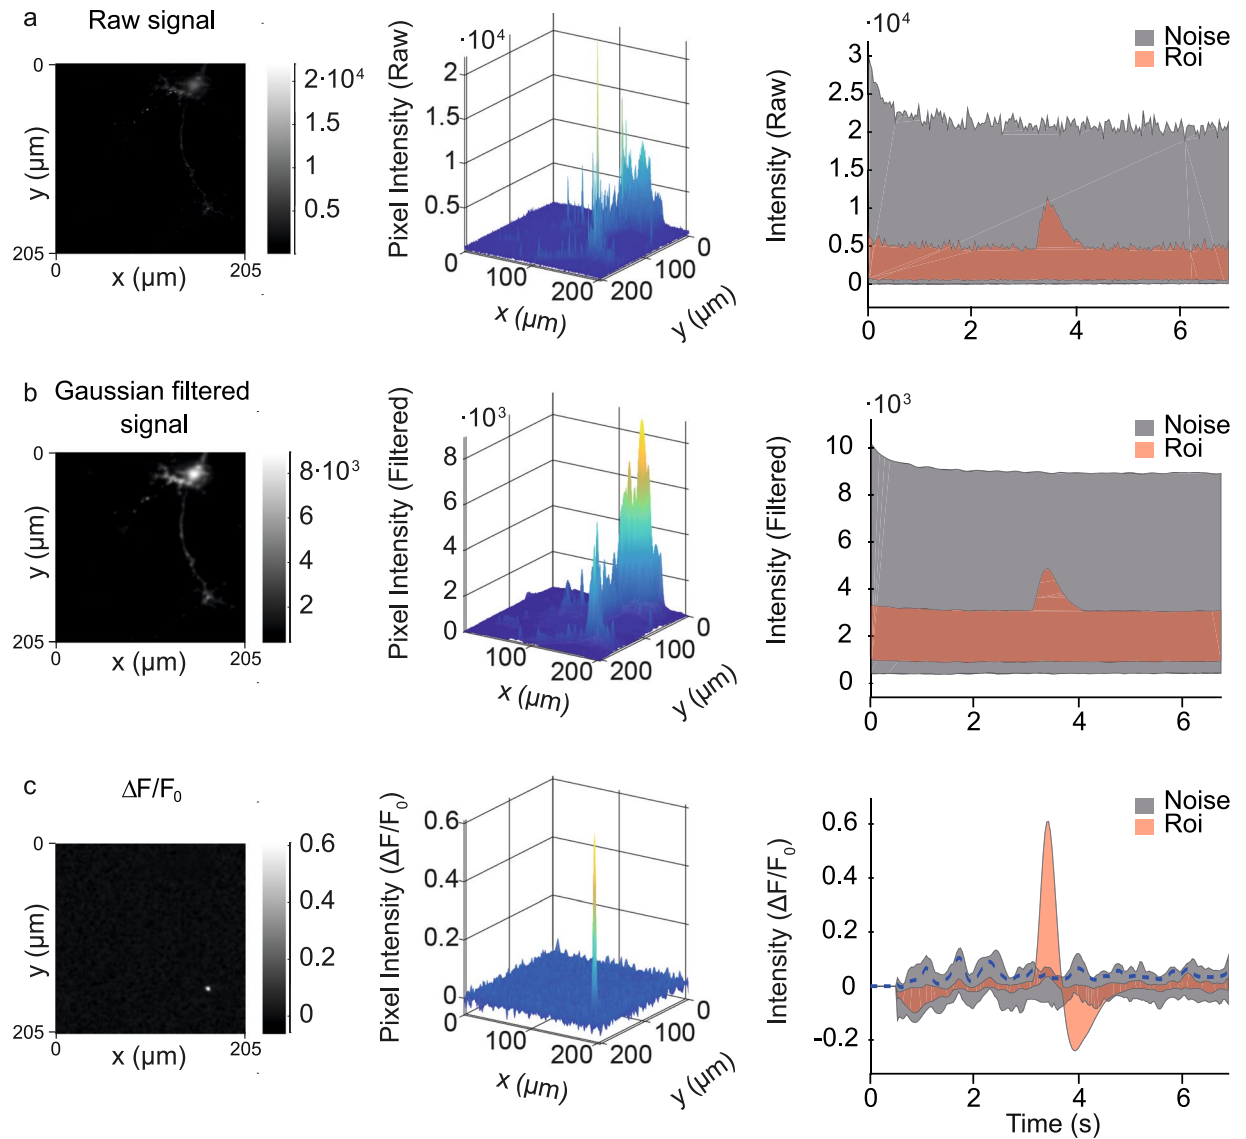 a Raw signal
0
205
y (µm)
0 205
x (µm)
2·10⁴
1.5
1
0.5
·10⁴
2
1.5
1
0.5
0
Pixel Intensity (Raw)
100
200
x (µm)
0
100
200
y (µm)
·10⁴
3
2.5
2
1.5
1
0.5
0
Intensity (Raw)
0 2 4 6
Noise
Roi
b Gaussian filtered
signal
0
205
y (µm)
0 205
x (µm)
8·10³
6
4
2
·10³
8
6
4
2
0
Pixel Intensity (Filtered)
100
200
x (µm)
0
100
200
y (µm)
·10³
10
8
6
4
2
0
Intensity (Filtered)
0 2 4 6
Noise
Roi
c ΔF/F₀
0
205
y (µm)
0 205
x (µm)
0.6
0.4
0.2
0
0.6
0.4
0.2
0
Pixel Intensity (ΔF/F₀)
0
100
200
x (µm)
0
100
200
y (µm)
0.6
0.4
0.2
0
-0.2
Intensity (ΔF/F₀)
0 2 4 6
Time (s)
Noise
Roi